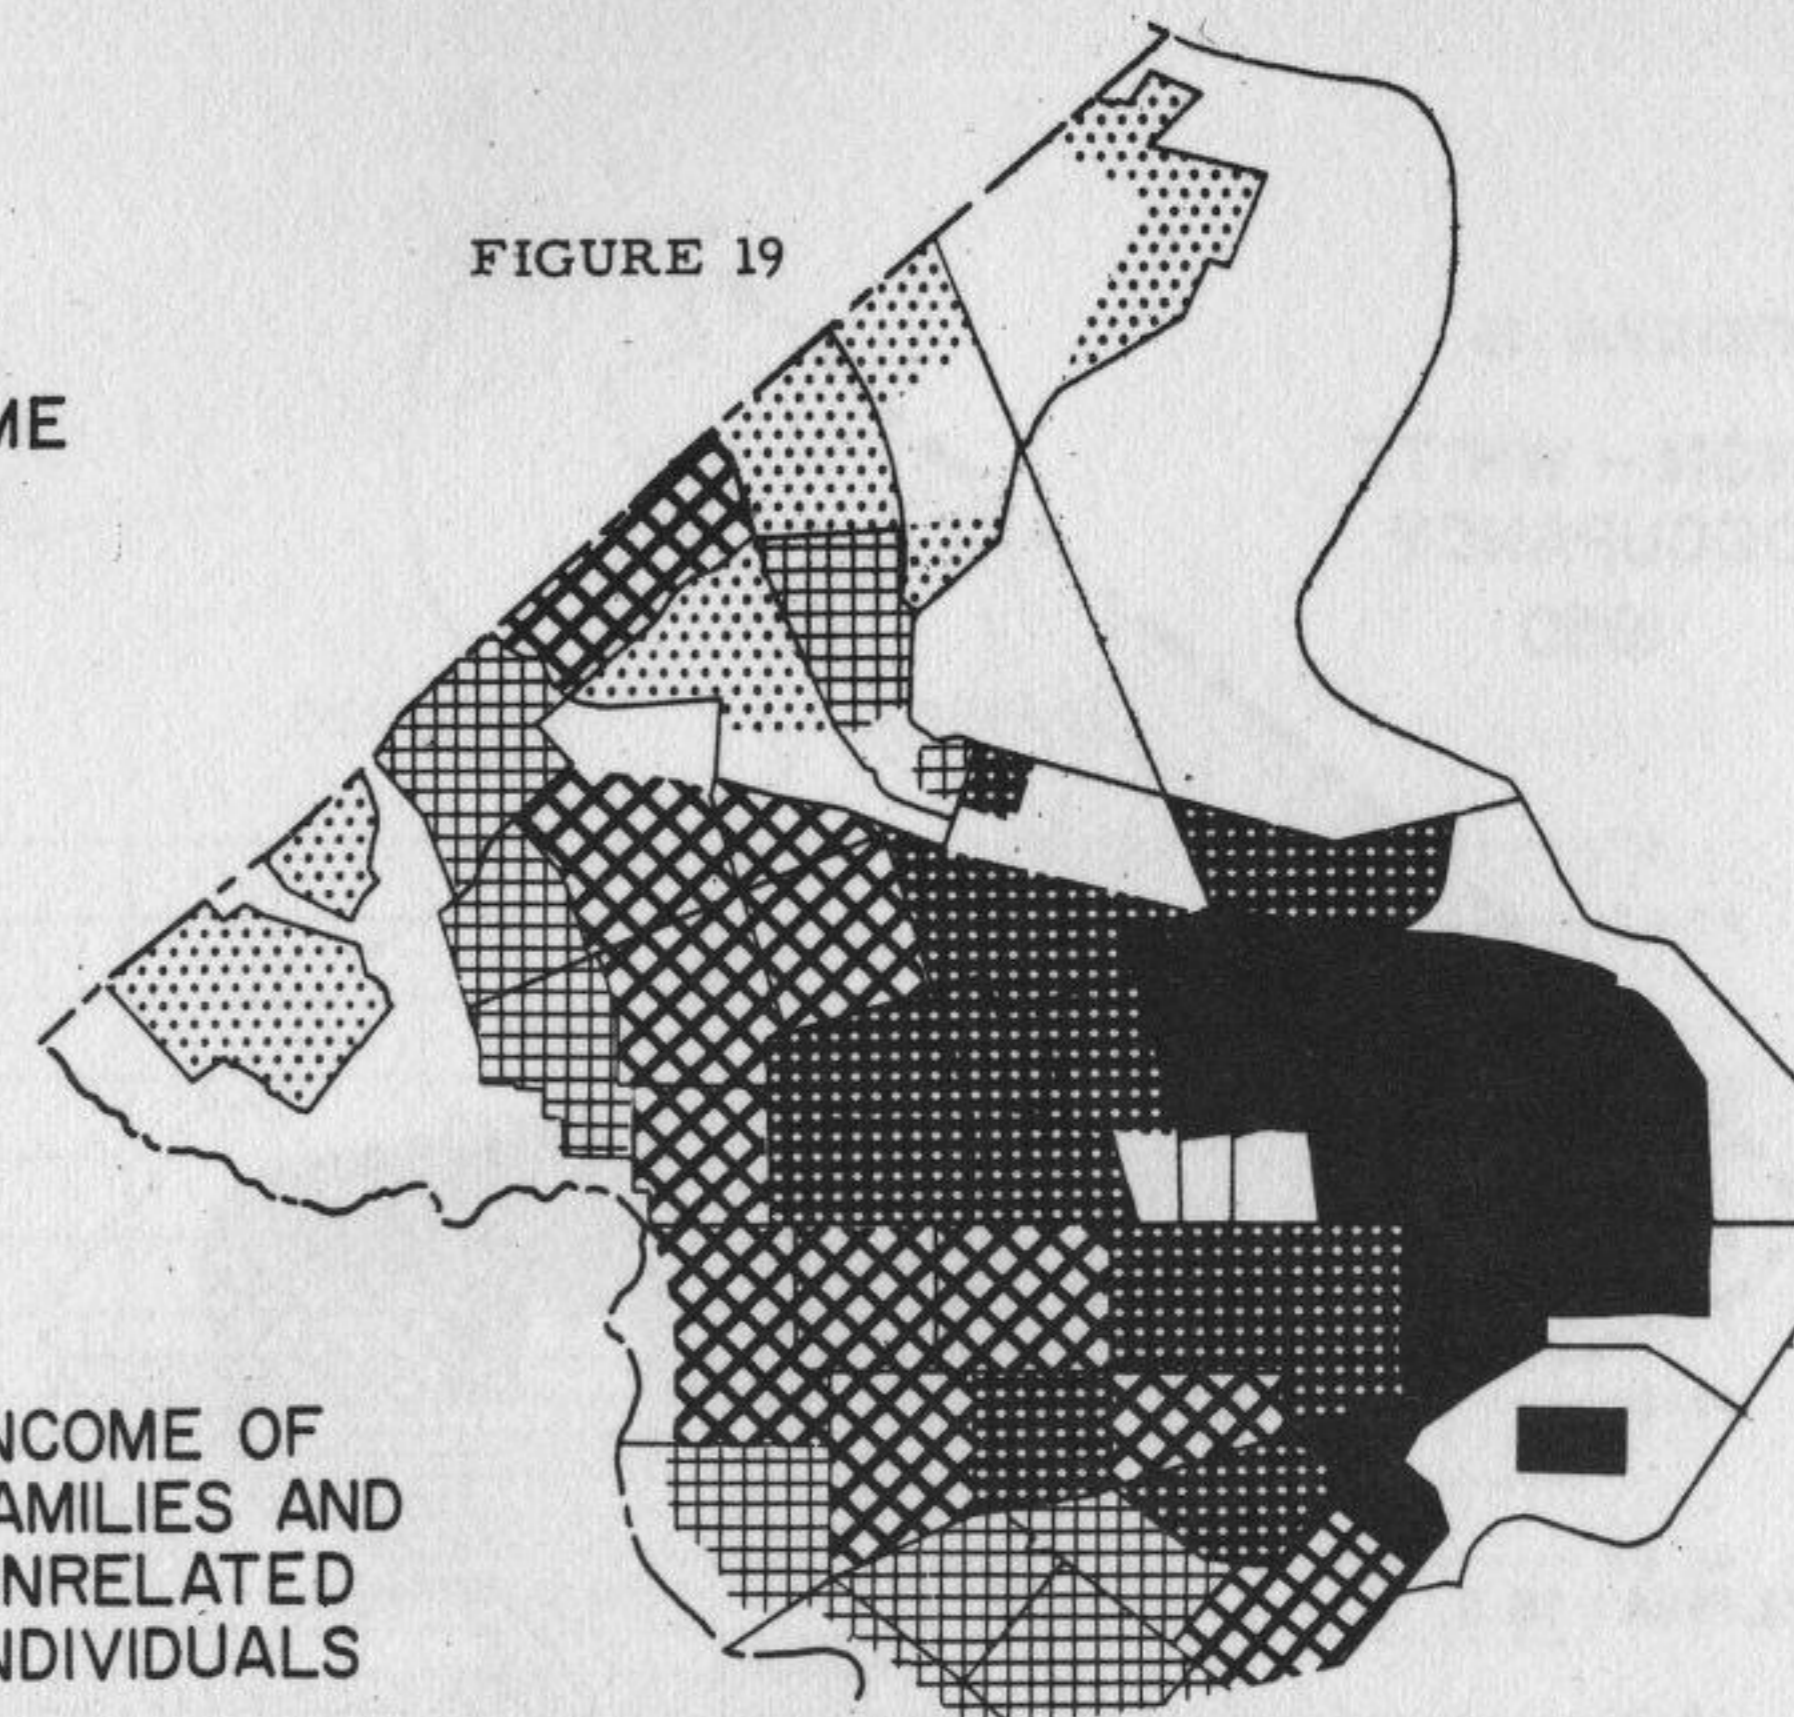 FIGURE 19
ME
NCOME OF
AMILIES AND
NRELATED
NDIVIDUALS